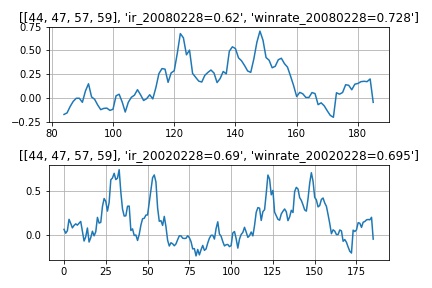 [[44, 47, 57, 59], 'ir_20080228=0.62', 'winrate_20080228=0.728']
0.75
0.50
0.25
0.00
−0.25
80 100 120 140 160 180
[[44, 47, 57, 59], 'ir_20020228=0.69', 'winrate_20020228=0.695']
0.5
0.0
0 25 50 75 100 125 150 175